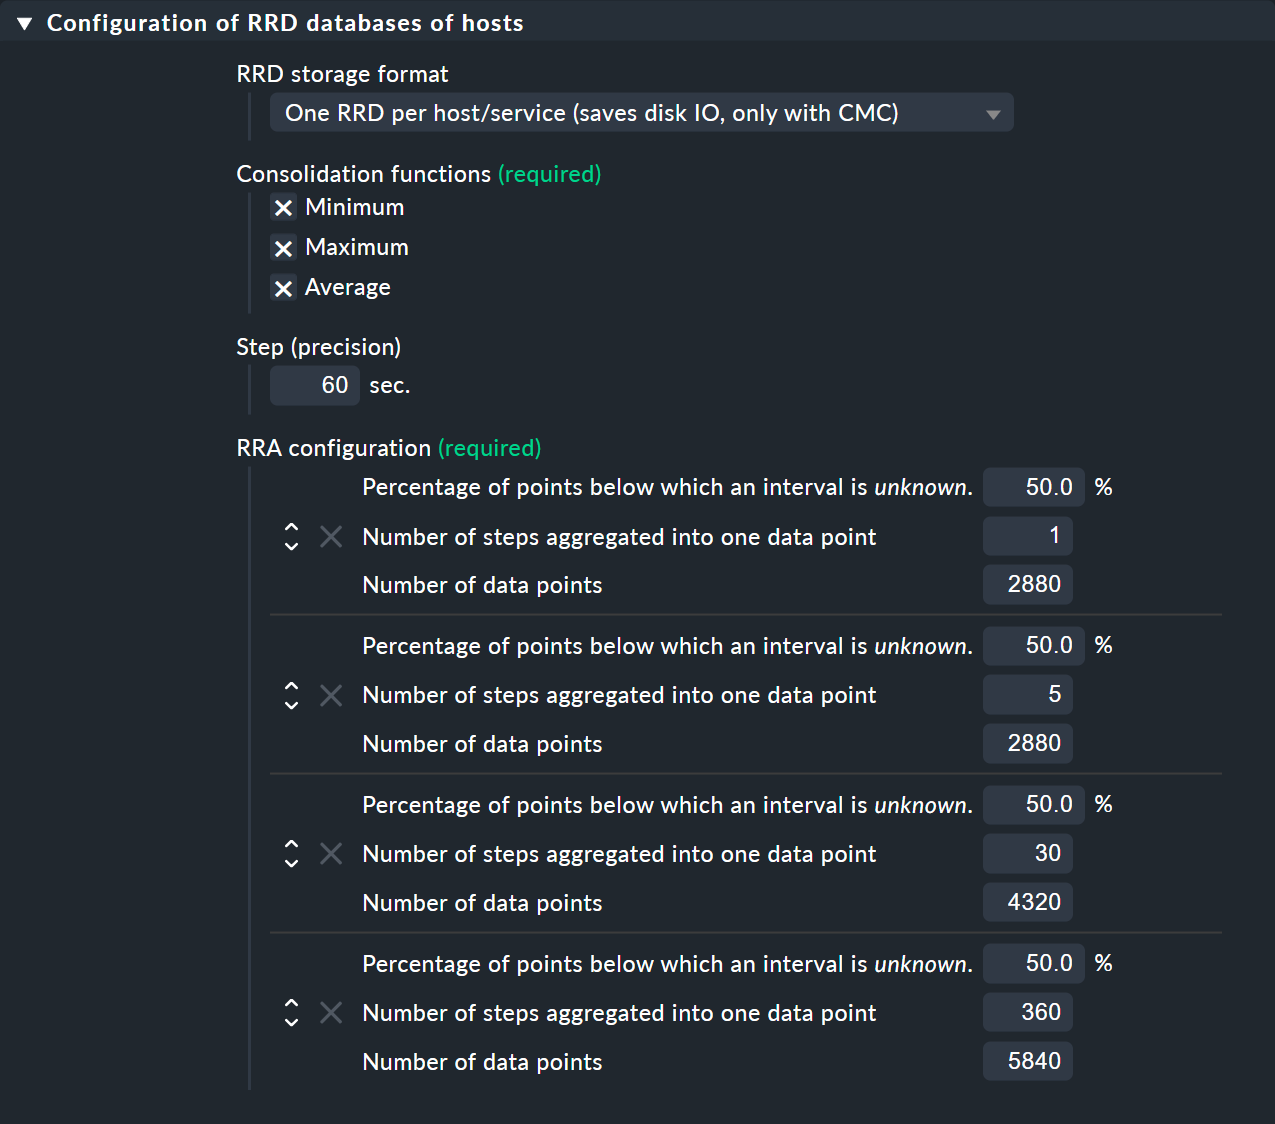 Configuration of RRD databases of hosts
RRD storage format
One RRD per host/service (saves disk IO, only with CMC)
Consolidation functions (required)
Minimum
Maximum
Average
Step (precision)
60 sec.
RRA configuration (required)
Percentage of points below which an interval is unknown. 50.0 %
Number of steps aggregated into one data point 1
Number of data points 2880
Percentage of points below which an interval is unknown. 50.0 %
Number of steps aggregated into one data point 5
Number of data points 2880
Percentage of points below which an interval is unknown. 50.0 %
Number of steps aggregated into one data point 30
Number of data points 4320
Percentage of points below which an interval is unknown. 50.0 %
Number of steps aggregated into one data point 360
Number of data points 5840